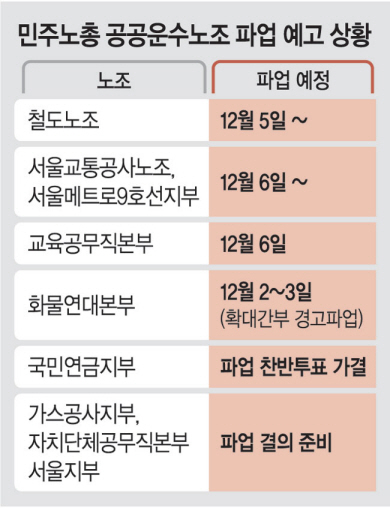 민주노총 공공운수노조 파업 예고 상황
노조
파업 예정
철도노조
12월 5일 ~
서울교통공사노조,
서울메트로9호선지부
12월 6일 ~
교육공무직본부
12월 6일
화물연대본부
12월 2~3일
(확대간부 경고파업)
국민연금지부
파업 찬반투표 가결
가스공사지부,
자치단체공무직본부
서울지부
파업 결의 준비